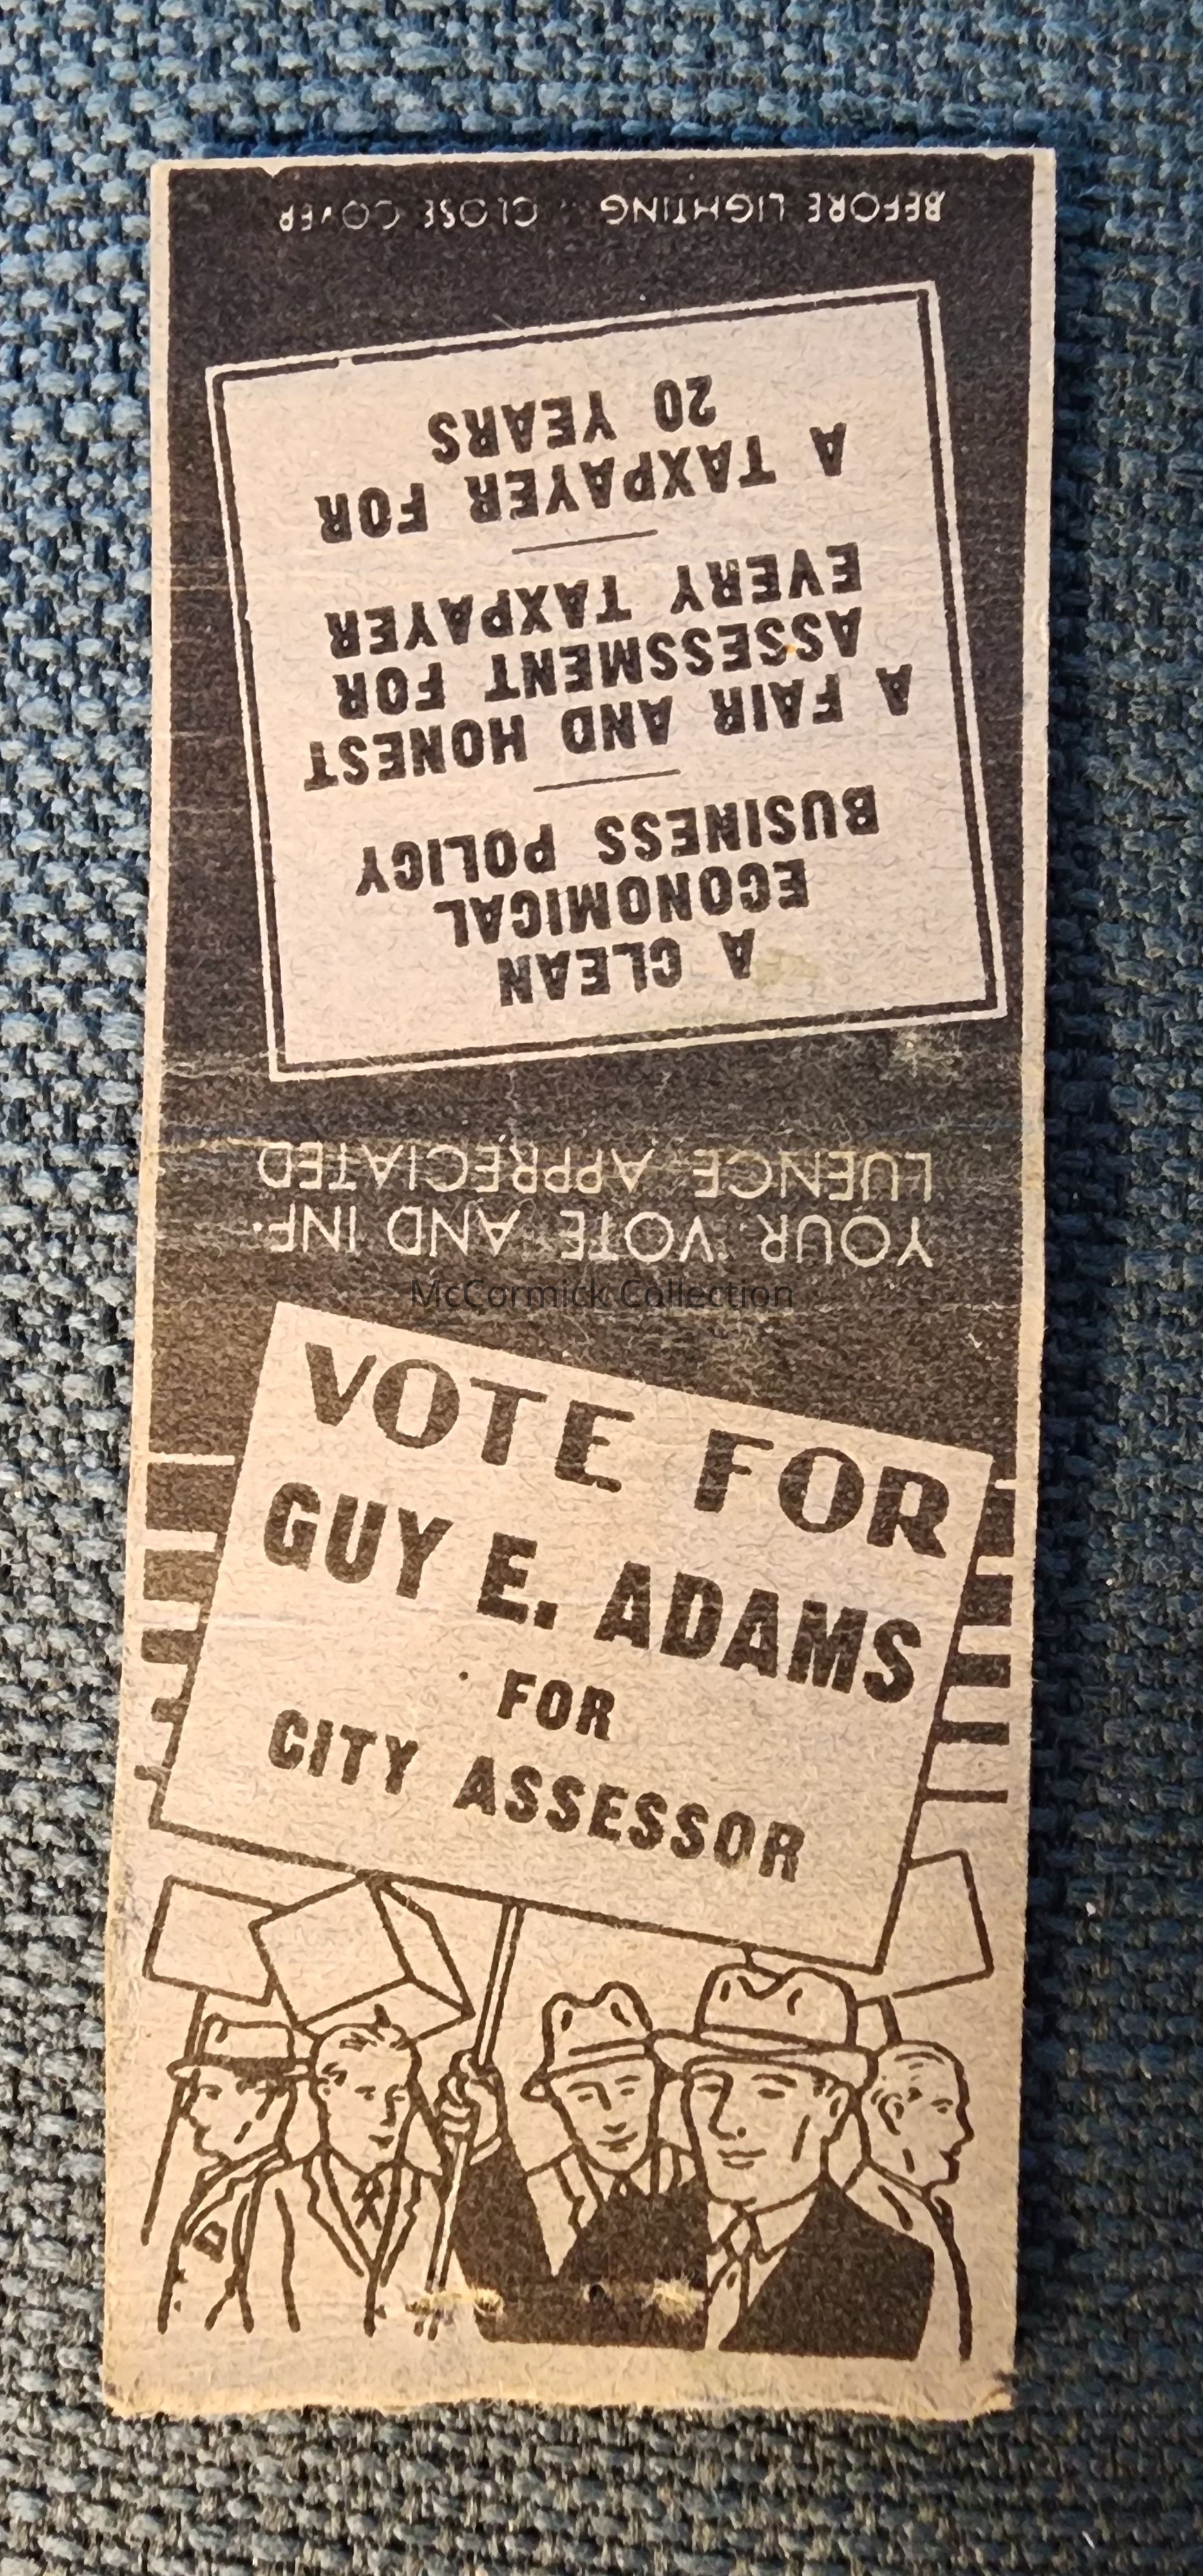 VOTE FOR
GUY E. ADAMS
FOR
CITY ASSESSOR
McCormick Collection
YOUR VOTE AND INF-
LUENCE APPRECIATED
A CLEAN
ECONOMICAL
BUSINESS POLICY
A FAIR AND HONEST
ASSESSMENT FOR
EVERY TAXPAYER
A TAXPAYER FOR
20 YEARS
BEFORE LIGHTING CLOSE COVER